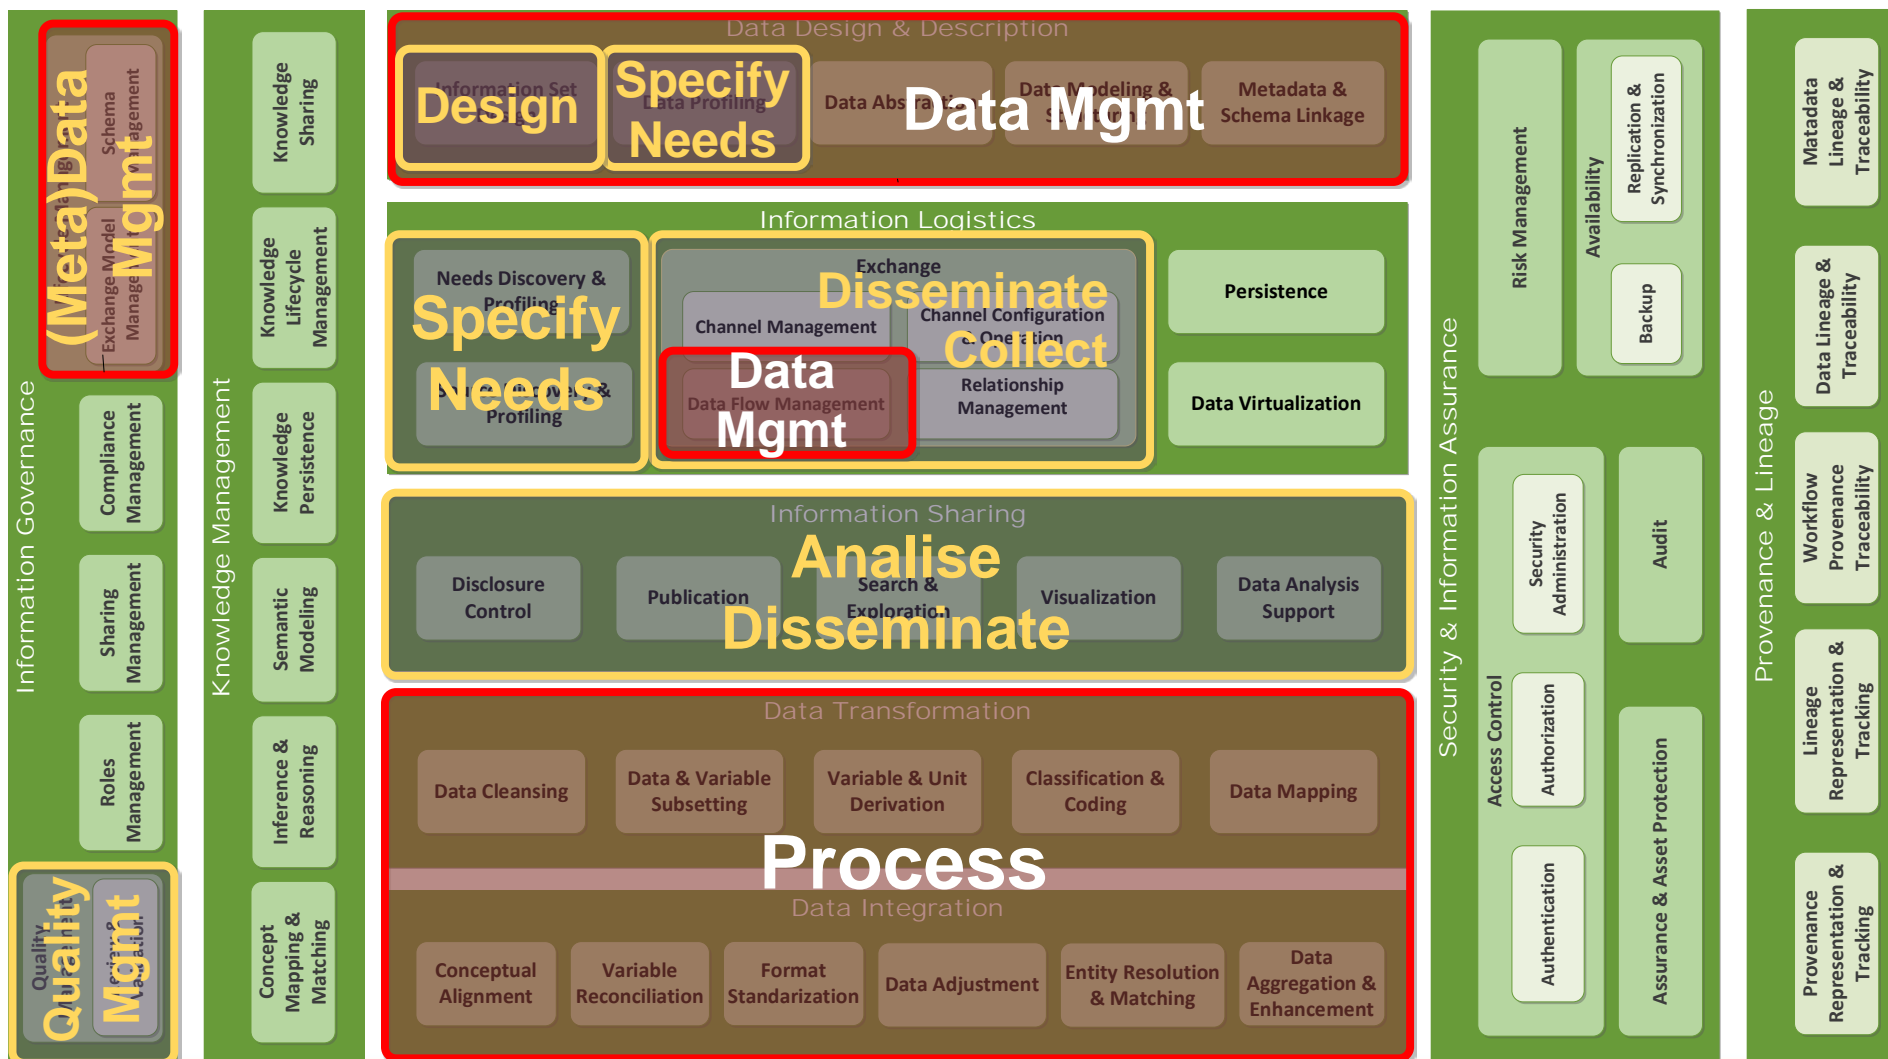 Information Governance
(Meta)Data
Mgmt
Schema
Management
Exchange Model
Management
Compliance
Management
Sharing
Management
Roles
Management
Quality
Mgmt
Quality
Knowledge Management
Knowledge
Sharing
Knowledge
Lifecycle
Management
Knowledge
Persistence
Semantic
Modeling
Inference &
Reasoning
Concept
Mapping &
Matching
Data Design & Description
Information Set
Design
Data Profiling
Specify
Needs
Data Abstraction
Data Modeling &
Metadata &
Schema Linkage
Data Mgmt
Information Logistics
Needs Discovery &
Profiling
Specify
Needs
Profiling
Exchange
Disseminate
Collect
Channel Management
Channel Configuration
& Operation
Data
Mgmt
Data Flow Management
Relationship
Management
Persistence
Data Virtualization
Information Sharing
Analise
Disseminate
Disclosure
Control
Publication
Search &
Exploration
Visualization
Data Analysis
Support
Data Transformation
Data Cleansing
Data & Variable
Subsetting
Variable & Unit
Derivation
Classification &
Coding
Data Mapping
Process
Data Integration
Conceptual
Alignment
Variable
Reconciliation
Format
Standarization
Data Adjustment
Entity Resolution
& Matching
Data
Aggregation &
Enhancement
Security & Information Assurance
Risk Management
Availability
Replication &
Synchronization
Backup
Access Control
Security
Administration
Authorization
Authentication
Audit
Assurance & Asset Protection
Provenance & Lineage
Matadata
Lineage &
Traceability
Data Lineage &
Traceability
Workflow
Provenance
Traceability
Lineage
Representation &
Tracking
Provenance
Representation &
Tracking